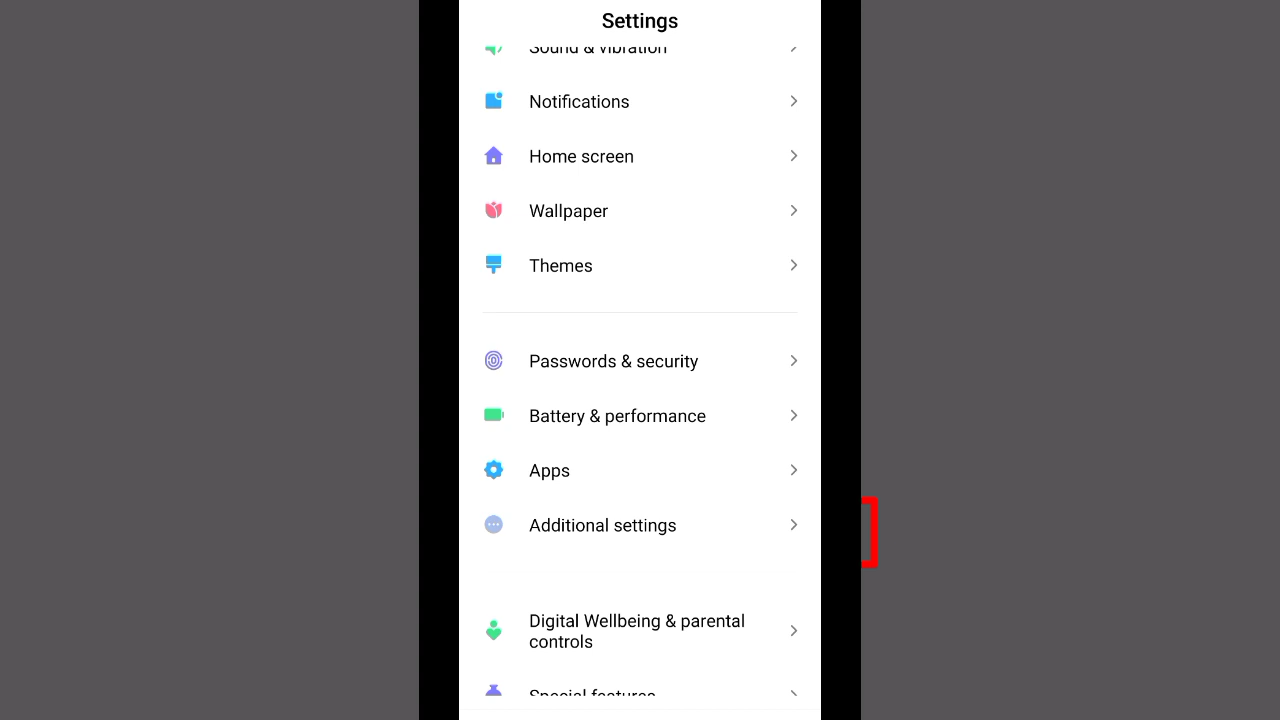 Settings
Sound & vibration
Notifications
Home screen
Wallpaper
Themes
Passwords & security
Battery & performance
Apps
Additional settings
Digital Wellbeing & parental
controls
Special features